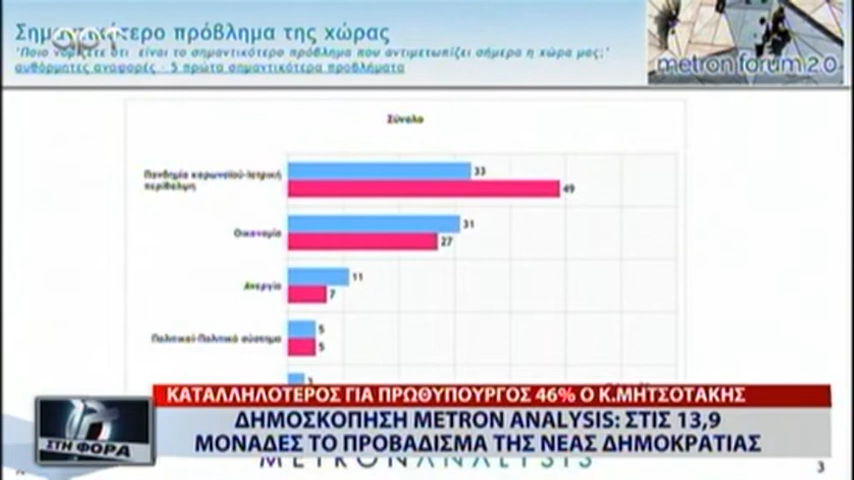 Σημαντικότερο πρόβλημα της χώρας
'Ποιο νομίζετε ότι είναι το σημαντικότερο πρόβλημα που αντιμετωπίζει σήμερα η χώρα μας;'
αυθόρμητες αναφορές - 5 πρώτα σημαντικότερα προβλήματα
metron forum 2.0
Σύνολο
Πανδημία κορωνοϊού-Ιατρική
περίθαλψη
33
49
Οικονομία
31
27
Ανεργία
11
7
Πολιτικοί-Πολιτικό σύστημα
5
5
3
ΚΑΤΑΛΛΗΛΟΤΕΡΟΣ ΓΙΑ ΠΡΩΘΥΠΟΥΡΓΟΣ 46% Ο Κ.ΜΗΤΣΟΤΑΚΗΣ
ΔΗΜΟΣΚΟΠΗΣΗ METRON ANALYSIS: ΣΤΙΣ 13,9
ΜΟΝΑΔΕΣ ΤΟ ΠΡΟΒΑΔΙΣΜΑ ΤΗΣ ΝΕΑΣ ΔΗΜΟΚΡΑΤΙΑΣ
ΣΤΗ ΦΟΡΑ
METRON ANALYSIS
3